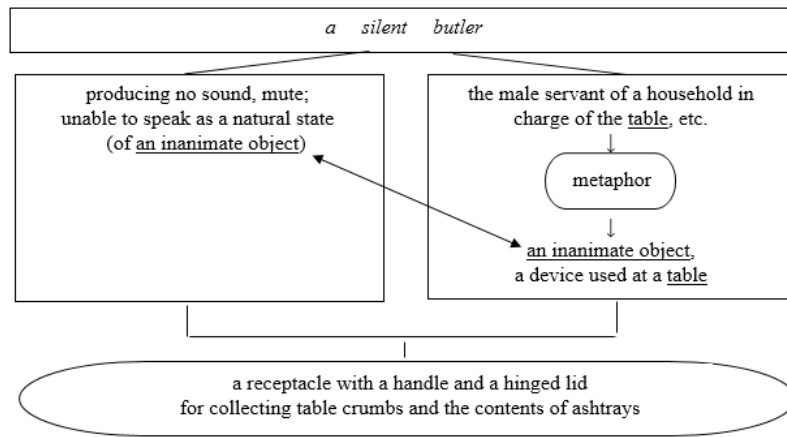 a silent butler
producing no sound, mute;
unable to speak as a natural state
(of an inanimate object)
the male servant of a household in
charge of the table, etc.
↓
metaphor
↓
an inanimate object,
a device used at a table
a receptacle with a handle and a hinged lid
for collecting table crumbs and the contents of ashtrays